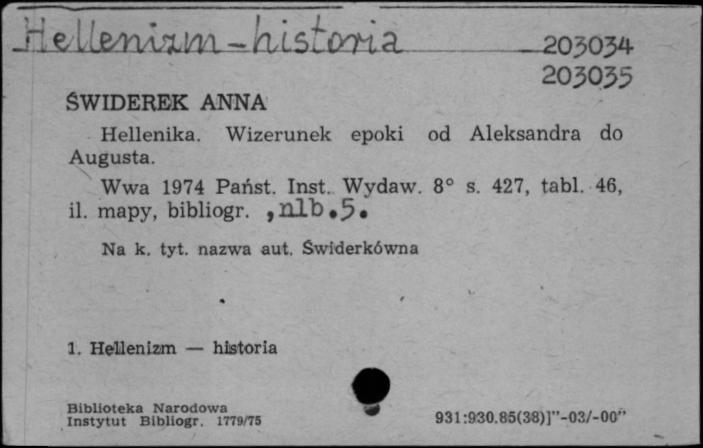 Hellenizm - historia 203034
203035
ŚWIDEREK ANNA
Hellenika. Wizerunek epoki od Aleksandra do
Augusta.
Wwa 1974 Państ. Inst. Wydaw. 8° s. 427, tabl. 46,
il. mapy, bibliogr. ,nlb.5.
Na k. tyt. nazwa aut. Świderkówna
1. Hellenizm — historia
Biblioteka Narodowa
Instytut Bibliogr. 1779/75
931:930.85(38)]"-03/-00"